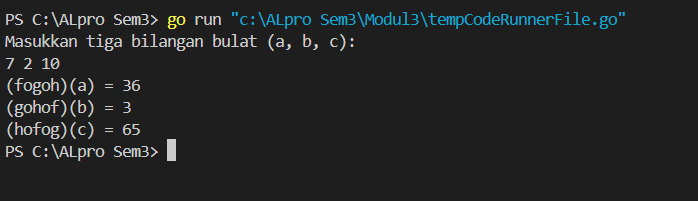 PS C:\ALpro Sem3> go run "c:\ALpro Sem3\Modul3\tempCodeRunnerFile.go"
Masukkan tiga bilangan bulat (a, b, c):
7 2 10
(fogoh)(a) = 36
(gohof)(b) = 3
(hofog)(c) = 65
PS C:\ALpro Sem3>